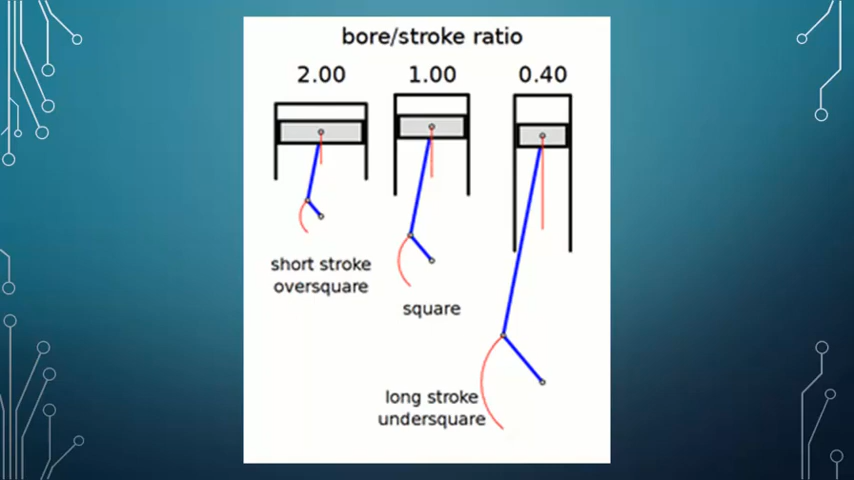 bore/stroke ratio
2.00 1.00 0.40
short stroke
oversquare
square
long stroke
undersquare